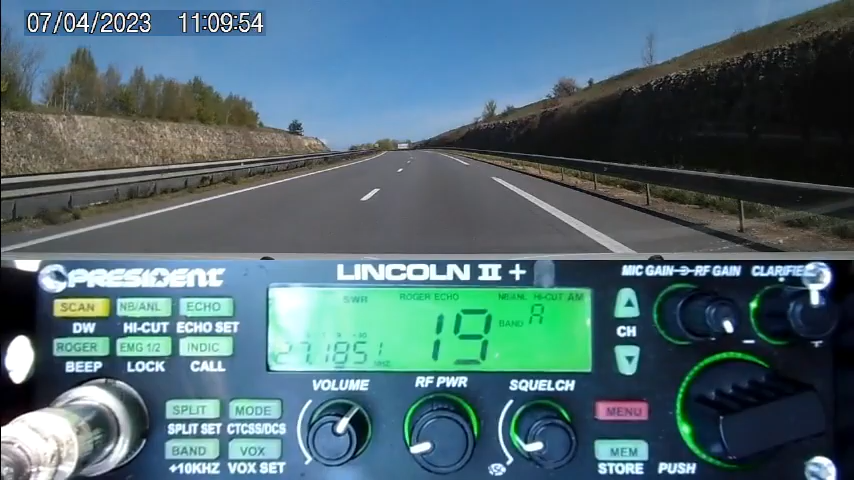 07/04/2023 11:09:54
PRESIDENT LINCOLN II +
MIC GAIN RF GAIN CLARIFIER
SCAN NB/ANL ECHO
DW HI-CUT ECHO SET
ROGER EMG 1/2 INDIC
BEEP LOCK CALL
SWR ROGER ECHO NB/ANL HI-CUT AM
19 BAND A
27.1851
CH
VOLUME RF PWR SQUELCH
SPLIT MODE
SPLIT SET CTCSS/DCS
BAND VOX
+10KHZ VOX SET
MENU
MEM
STORE PUSH